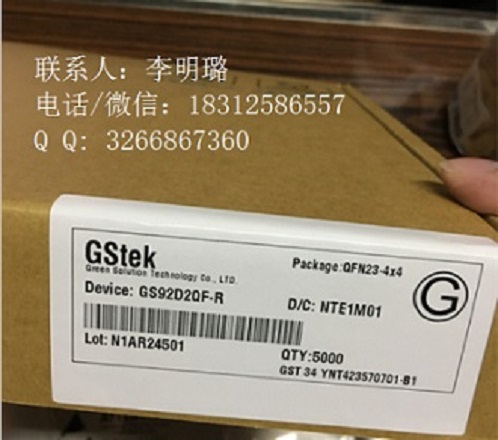 联系人：李明璐
电话/微信：18312586557
Q Q: 3266867360
GStek
Green Solution Technology Co., LTD.
Package:QFN23-4x4
Device: GS92D2QF-R
D/C: NTE1M01
G
Lot: N1AR24501
QTY:5000
GST 34 YNT423570701-B1